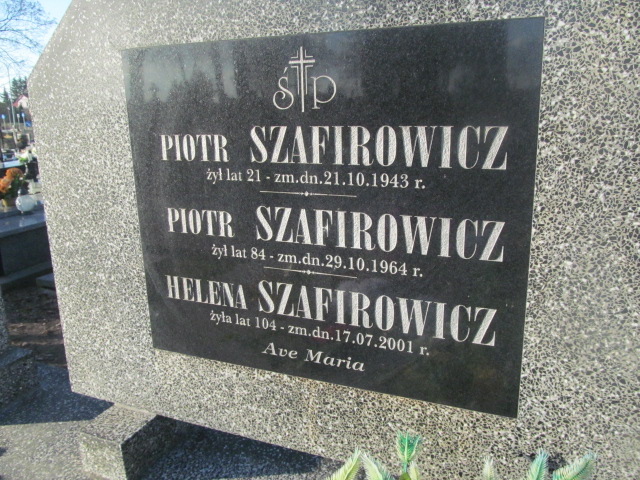 ŚP
PIOTR SZAFIROWICZ
żył lat 21 - zm.dn.21.10.1943 r.
PIOTR SZAFIROWICZ
żył lat 84 - zm.dn.29.10.1964 r.
HELENA SZAFIROWICZ
żyła lat 104 - zm.dn.17.07.2001 r.
Ave Maria